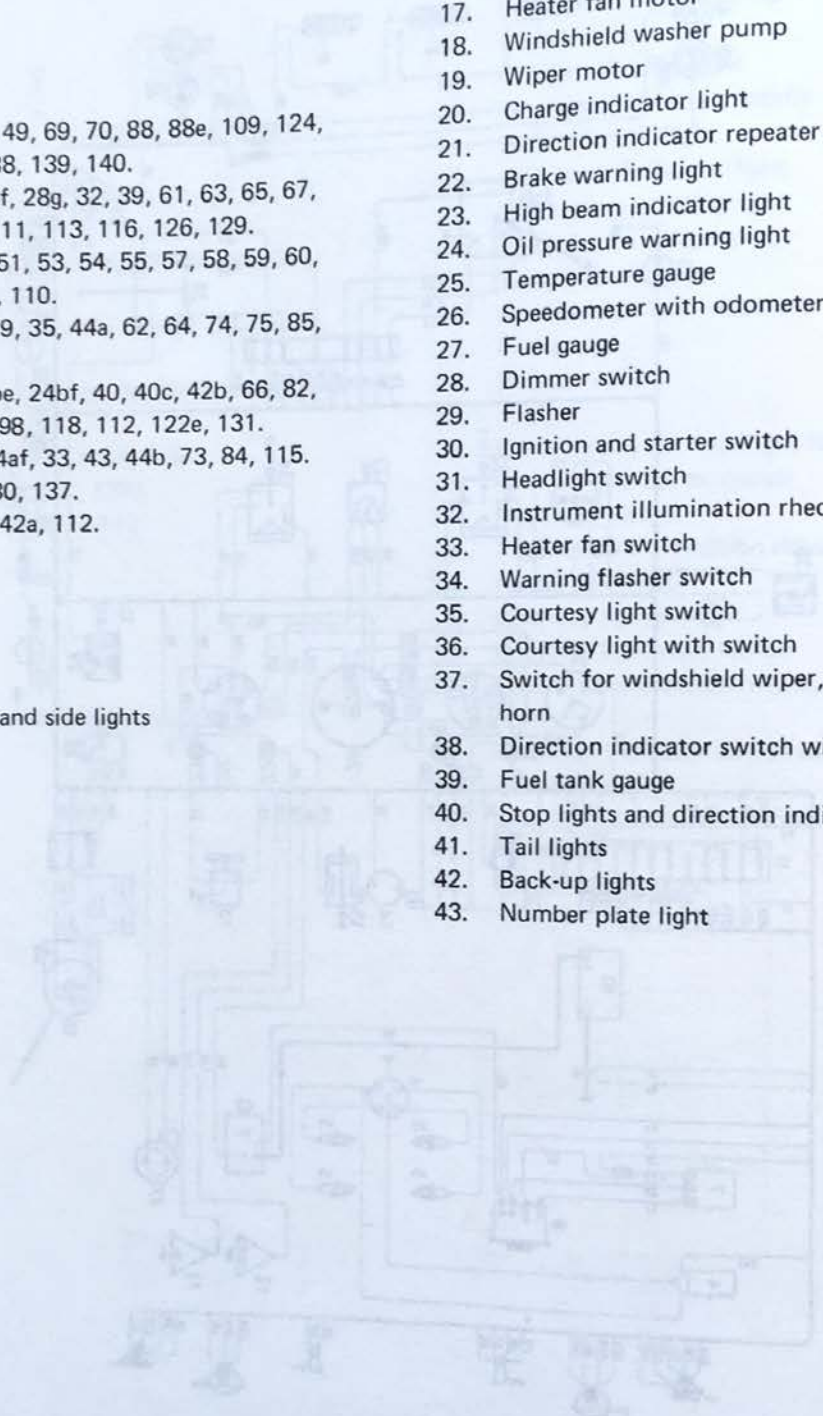 49, 69, 70, 88, 88e, 109, 124,
8, 139, 140.
f, 28g, 32, 39, 61, 63, 65, 67,
11, 113, 116, 126, 129.
51, 53, 54, 55, 57, 58, 59, 60,
, 110.
9, 35, 44a, 62, 64, 74, 75, 85,
e, 24bf, 40, 40c, 42b, 66, 82,
98, 118, 112, 122e, 131.
4af, 33, 43, 44b, 73, 84, 115.
30, 137.
42a, 112.
and side lights
17. Heater fan motor
18. Windshield washer pump
19. Wiper motor
20. Charge indicator light
21. Direction indicator repeater
22. Brake warning light
23. High beam indicator light
24. Oil pressure warning light
25. Temperature gauge
26. Speedometer with odometer
27. Fuel gauge
28. Dimmer switch
29. Flasher
30. Ignition and starter switch
31. Headlight switch
32. Instrument illumination rheo
33. Heater fan switch
34. Warning flasher switch
35. Courtesy light switch
36. Courtesy light with switch
37. Switch for windshield wiper,
horn
38. Direction indicator switch w
39. Fuel tank gauge
40. Stop lights and direction indi
41. Tail lights
42. Back-up lights
43. Number plate light